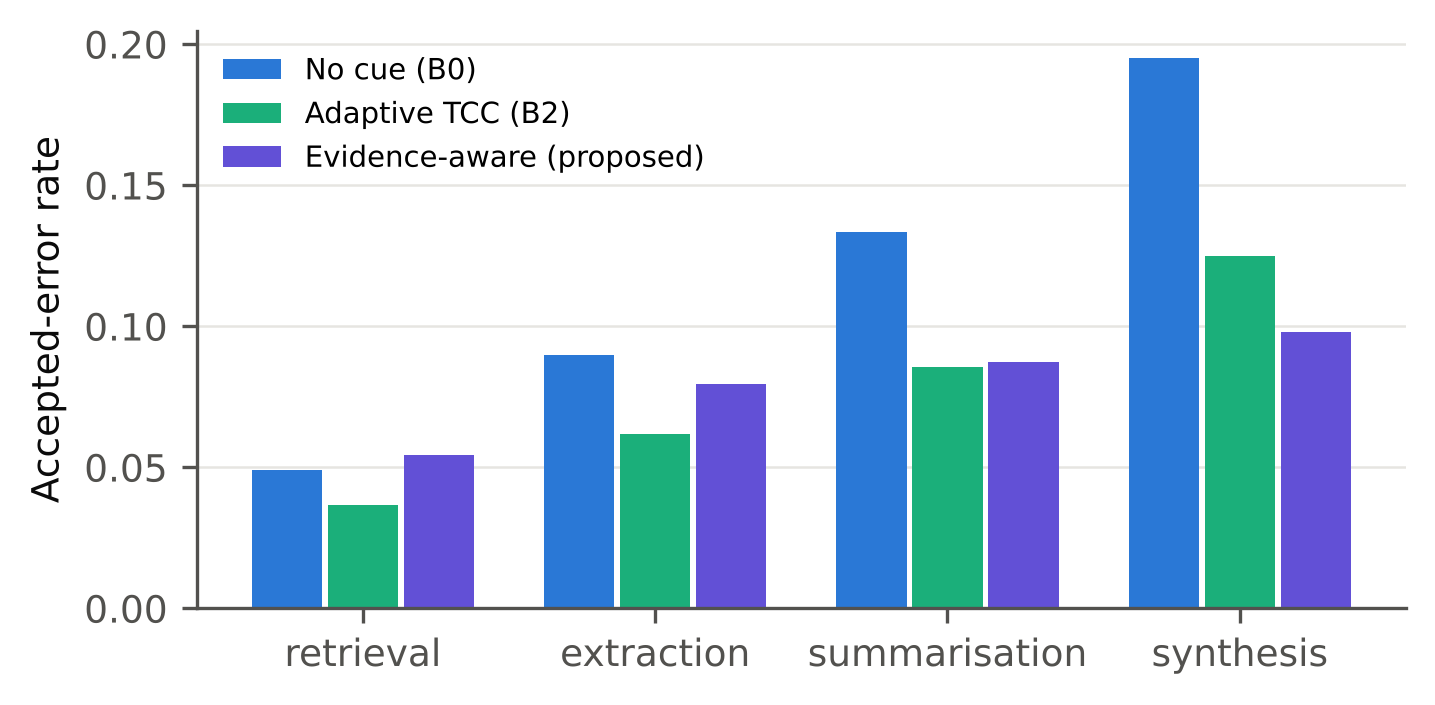 No cue (B0)
Adaptive TCC (B2)
Evidence-aware (proposed)
Accepted-error rate
0.20
0.15
0.10
0.05
0.00
retrieval
extraction
summarisation
synthesis